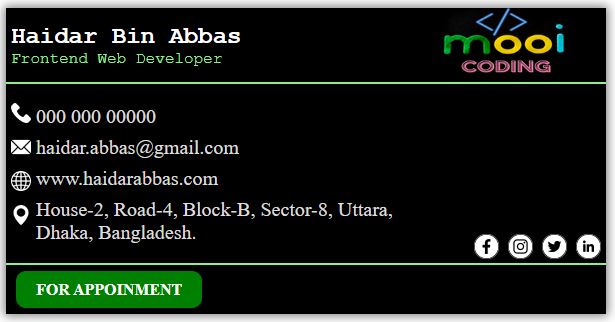 Haidar Bin Abbas
Frontend Web Developer
</>
mooi
CODING
000 000 00000
haidar.abbas@gmail.com
www.haidarabbas.com
House-2, Road-4, Block-B, Sector-8, Uttara,
Dhaka, Bangladesh.
FOR APPOINMENT